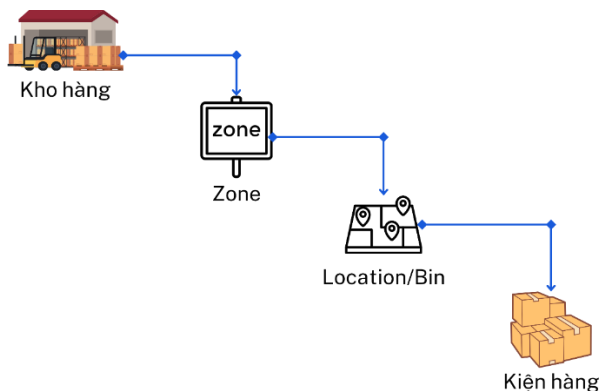 Kho hàng
zone
Zone
Location/Bin
Kiện hàng